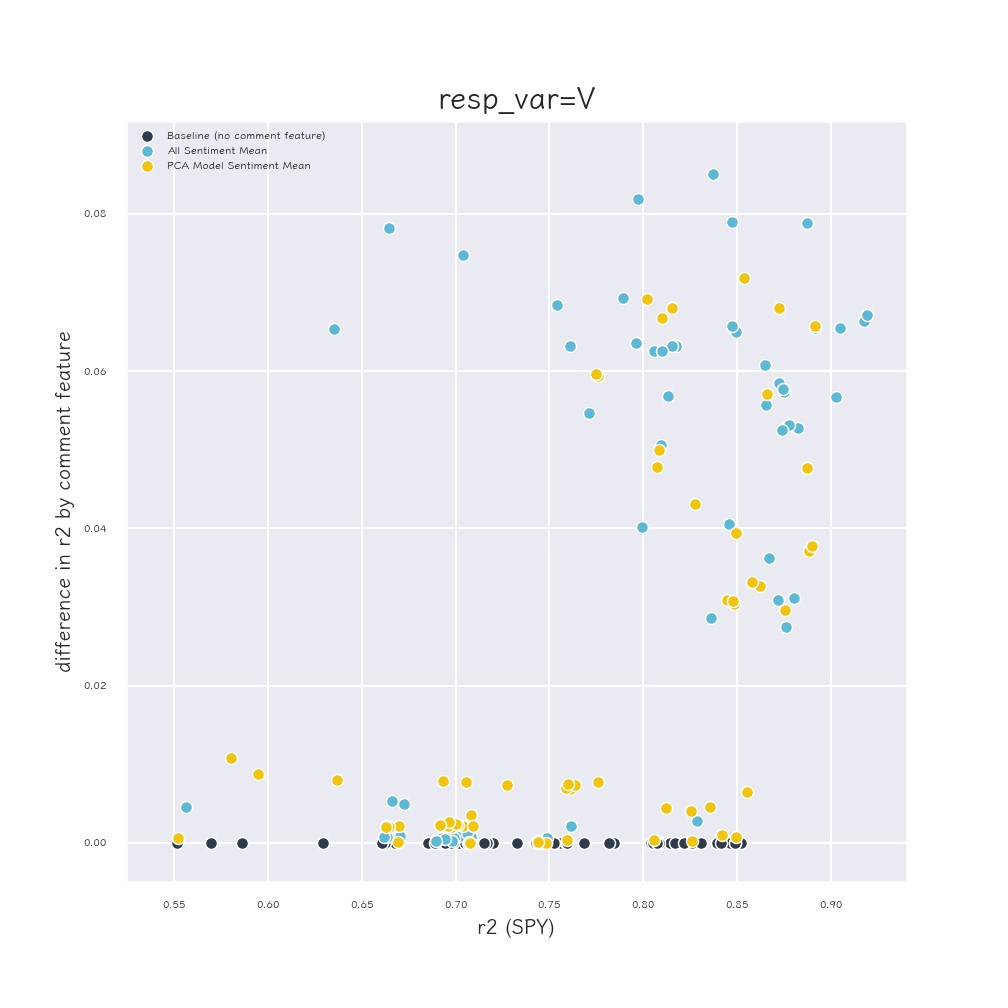 resp_var=V
Baseline (no comment feature)
All Sentiment Mean
PCA Model Sentiment Mean
difference in r2 by comment feature
0.08
0.06
0.04
0.02
0.00
0.55 0.60 0.65 0.70 0.75 0.80 0.85 0.90
r2 (SPY)